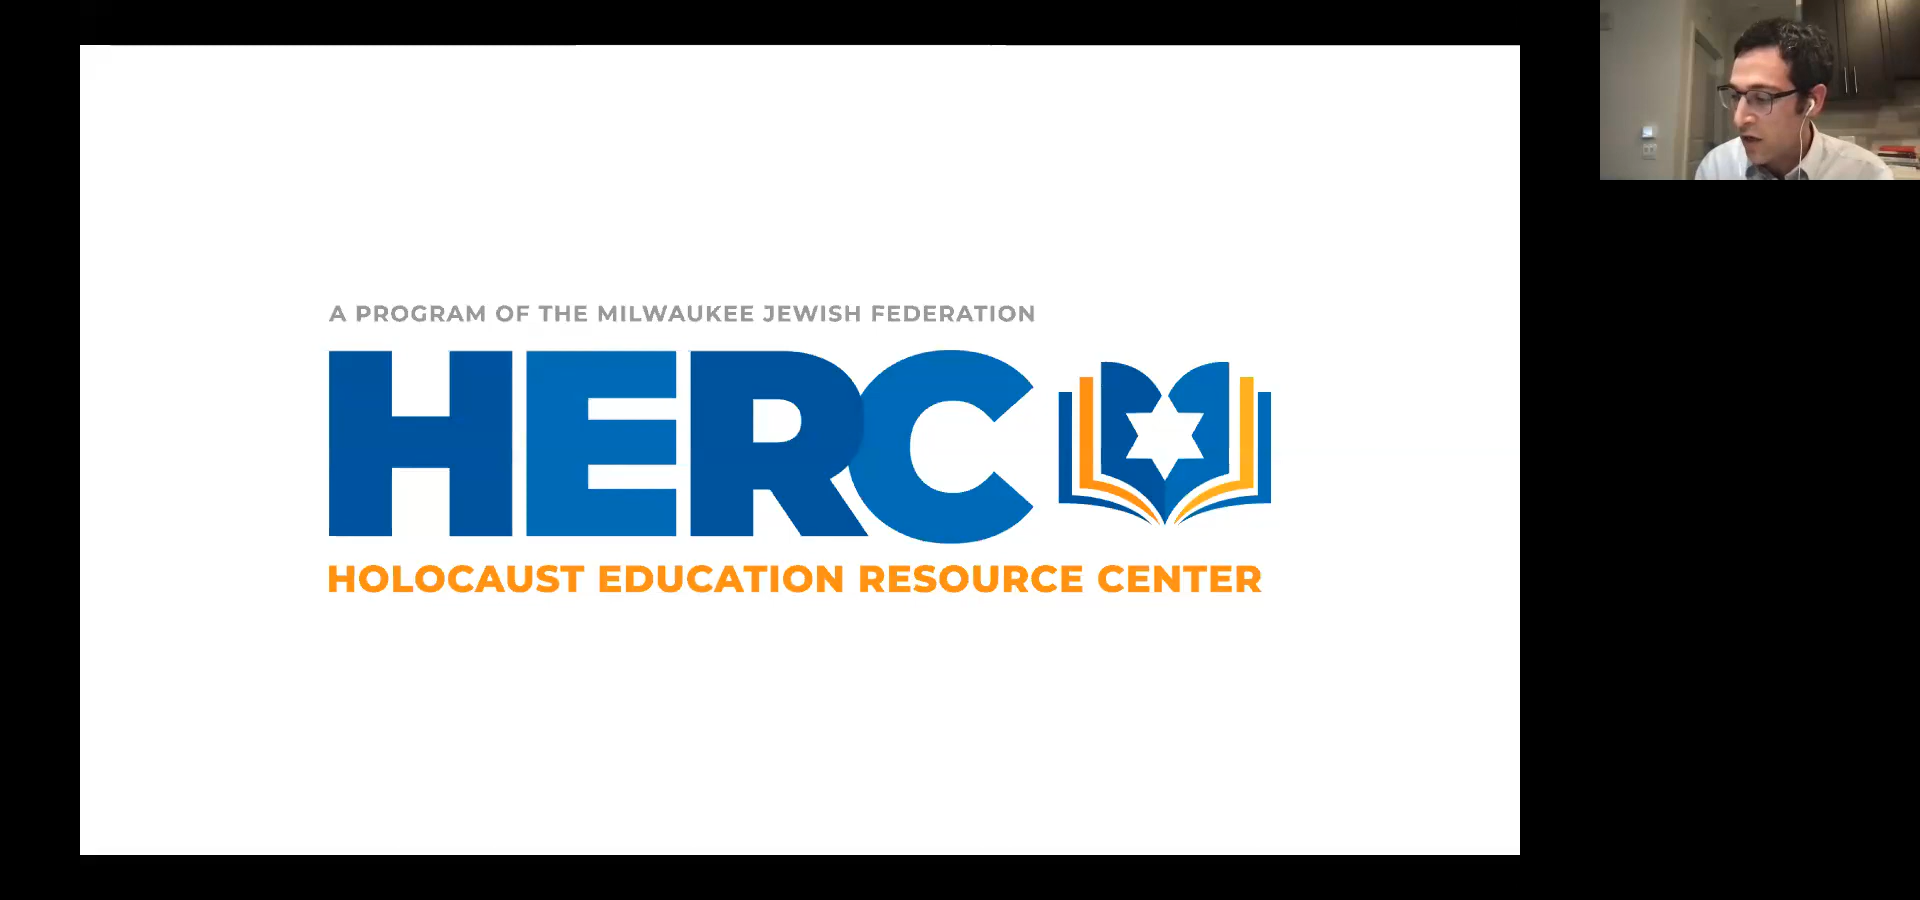 A PROGRAM OF THE MILWAUKEE JEWISH FEDERATION
HERC
HOLOCAUST EDUCATION RESOURCE CENTER